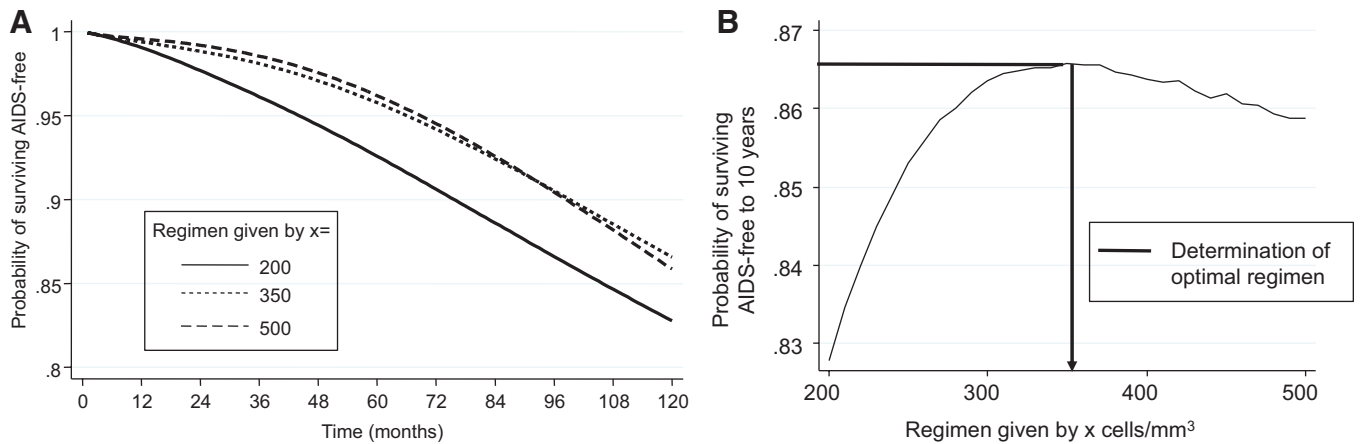 A
Probability of surviving AIDS-free
1
.95
.9
.85
.8
Regimen given by x=
200
350
500
0 12 24 36 48 60 72 84 96 108 120
Time (months)
B
Probability of surviving
AIDS-free to 10 years
.87
.86
.85
.84
.83
Determination of
optimal regimen
200 300 400 500
Regimen given by x cells/mm³